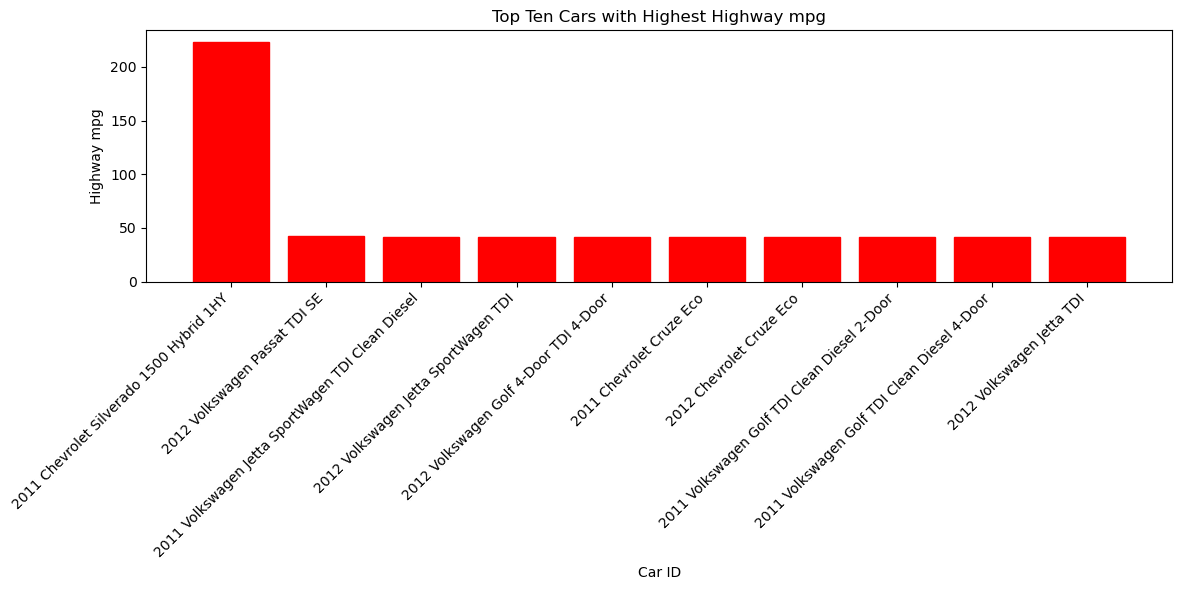 Top Ten Cars with Highest Highway mpg
Highway mpg
200
150
100
50
0
2011 Chevrolet Silverado 1500 Hybrid 1HY
2012 Volkswagen Passat TDI SE
2011 Volkswagen Jetta SportWagen TDI Clean Diesel
2012 Volkswagen Jetta SportWagen TDI
2012 Volkswagen Golf 4-Door TDI 4-Door
2011 Chevrolet Cruze Eco
2012 Chevrolet Cruze Eco
2011 Volkswagen Golf TDI Clean Diesel 2-Door
2011 Volkswagen Golf TDI Clean Diesel 4-Door
2012 Volkswagen Jetta TDI
Car ID